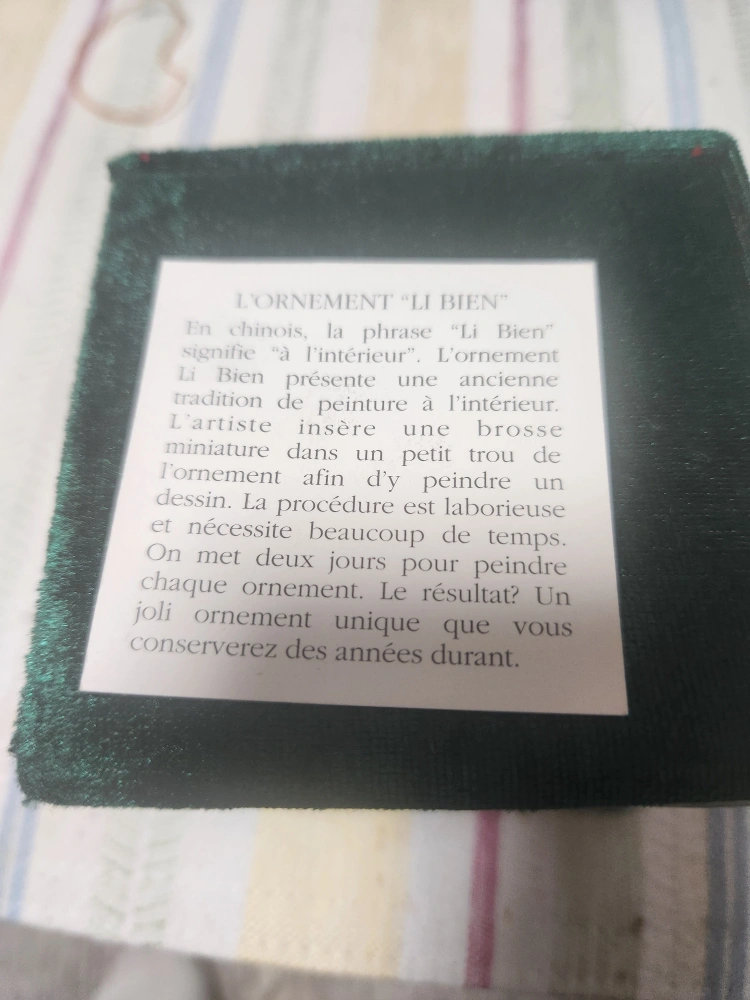 L'ORNEMENT "LI BIEN"
En chinois, la phrase "Li Bien"
signifie "à l'intérieur". L'ornement
Li Bien présente une ancienne
tradition de peinture à l'intérieur.
L'artiste insère une brosse
miniature dans un petit trou de
l'ornement afin d'y peindre un
dessin. La procédure est laborieuse
et nécessite beaucoup de temps.
On met deux jours pour peindre
chaque ornement. Le résultat? Un
joli ornement unique que vous
conserverez des années durant.